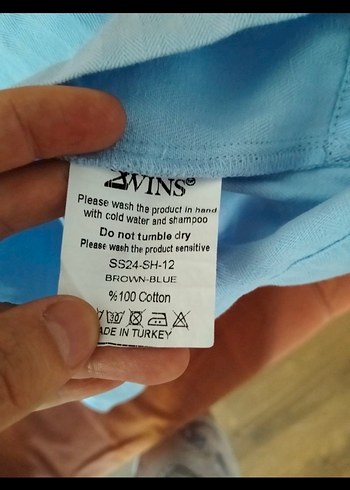 WINS®
Please wash the product in hand
with cold water and shampoo
Do not tumble dry
Please wash the product sensitive
SS24-SH-12
BROWN-BLUE
%100 Cotton
ADE IN TURKEY